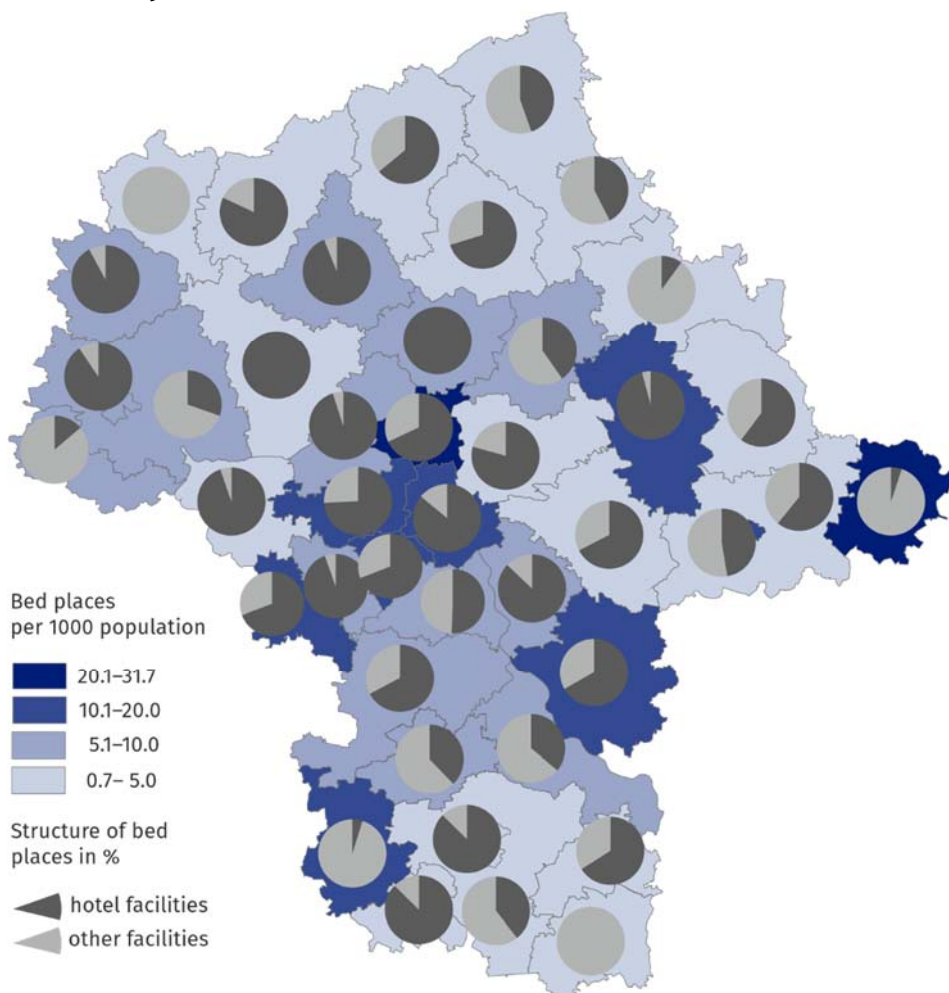 Bed places
per 1000 population
20.1–31.7
10.1–20.0
5.1–10.0
0.7– 5.0
Structure of bed
places in %
hotel facilities
other facilities